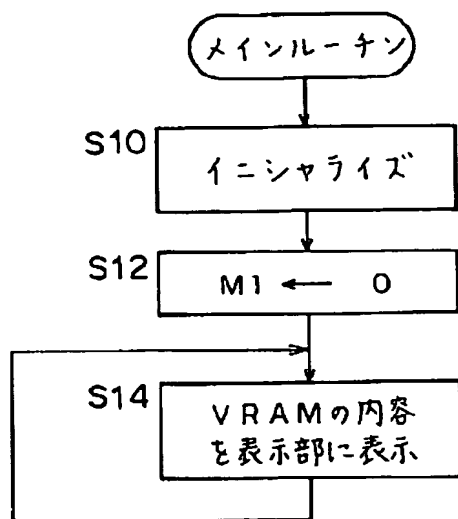 メインルーチン
S10
イニシャライズ
S12
M1 ← 0
S14
VRAMの内容
を表示部に表示